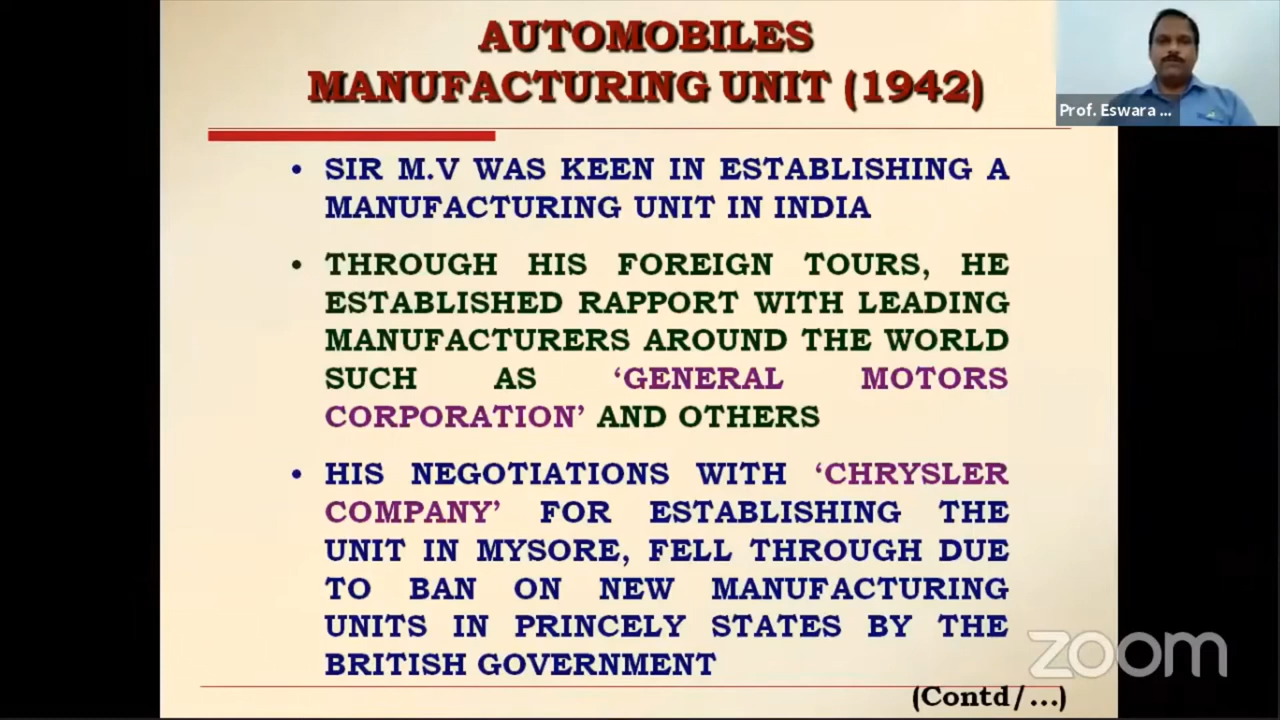 AUTOMOBILES
MANUFACTURING UNIT (1942)
Prof. Eswara ...
• SIR M.V WAS KEEN IN ESTABLISHING A
MANUFACTURING UNIT IN INDIA
• THROUGH HIS FOREIGN TOURS, HE
ESTABLISHED RAPPORT WITH LEADING
MANUFACTURERS AROUND THE WORLD
SUCH AS ‘GENERAL MOTORS
CORPORATION’ AND OTHERS
• HIS NEGOTIATIONS WITH ‘CHRYSLER
COMPANY’ FOR ESTABLISHING THE
UNIT IN MYSORE, FELL THROUGH DUE
TO BAN ON NEW MANUFACTURING
UNITS IN PRINCELY STATES BY THE
BRITISH GOVERNMENT
zoom
(Contd/...)